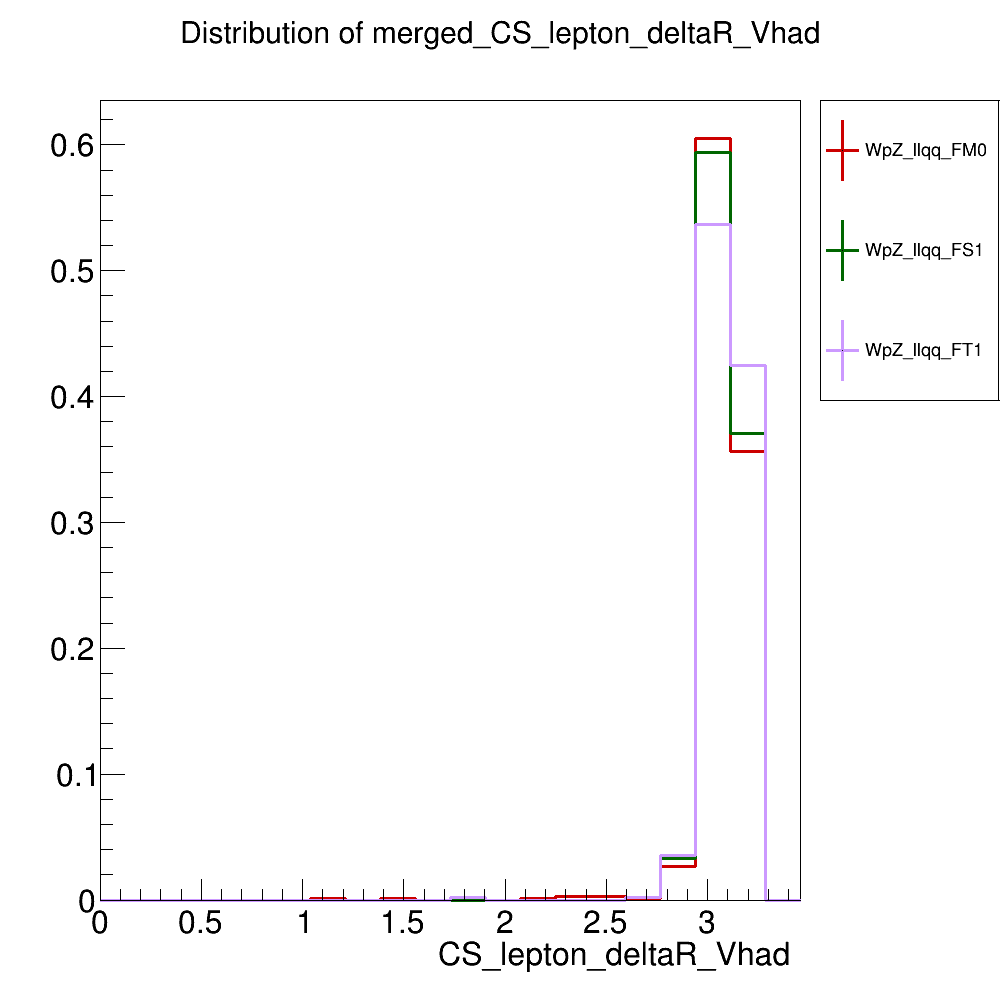 Distribution of merged_CS_lepton_deltaR_Vhad
0.6
0.5
0.4
0.3
0.2
0.1
0
0 0.5 1 1.5 2 2.5 3
CS_lepton_deltaR_Vhad
WpZ_llqq_FM0
WpZ_llqq_FS1
WpZ_llqq_FT1